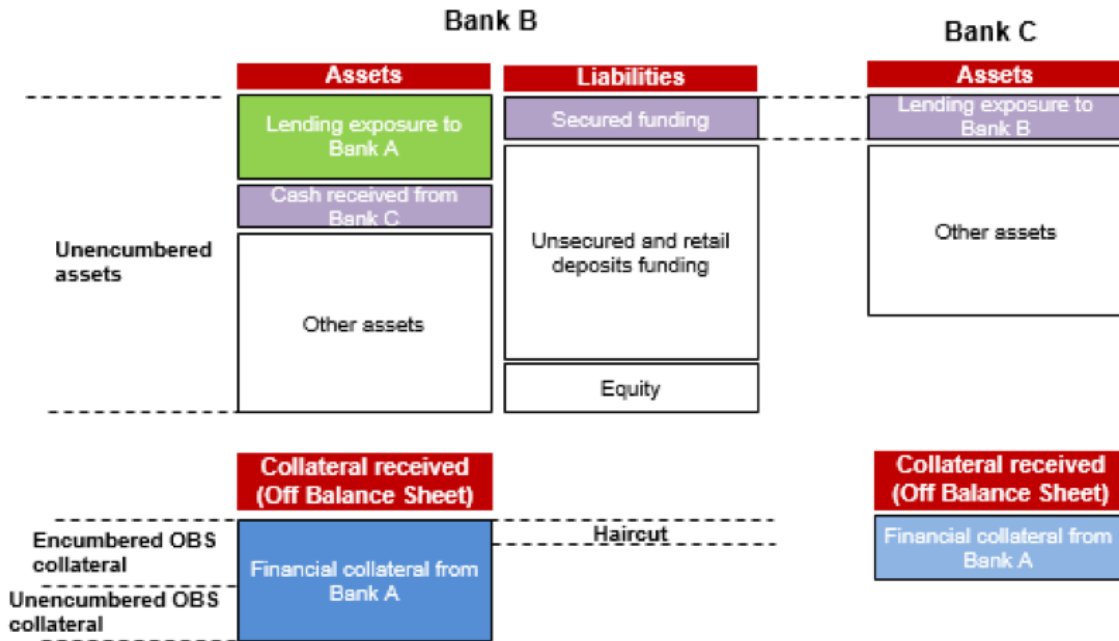 Bank B
Bank C
Assets
Liabilities
Assets
Lending exposure to
Bank A
Secured funding
Lending exposure to
Bank B
Cash received from
Bank C
Unencumbered
assets
Unsecured and retail
deposits funding
Other assets
Other assets
Equity
Collateral received
(Off Balance Sheet)
Collateral received
(Off Balance Sheet)
Encumbered OBS
collateral
Haircut
Financial collateral from
Bank A
Financial collateral from
Bank A
Unencumbered OBS
collateral